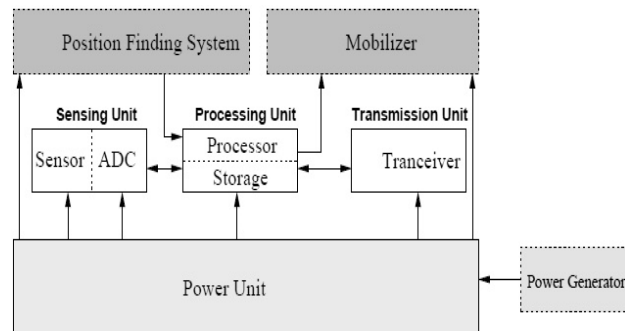 Position Finding System
Mobilizer
Sensing Unit
Processing Unit
Transmission Unit
Sensor
ADC
Processor
Storage
Tranceiver
Power Unit
Power Generator